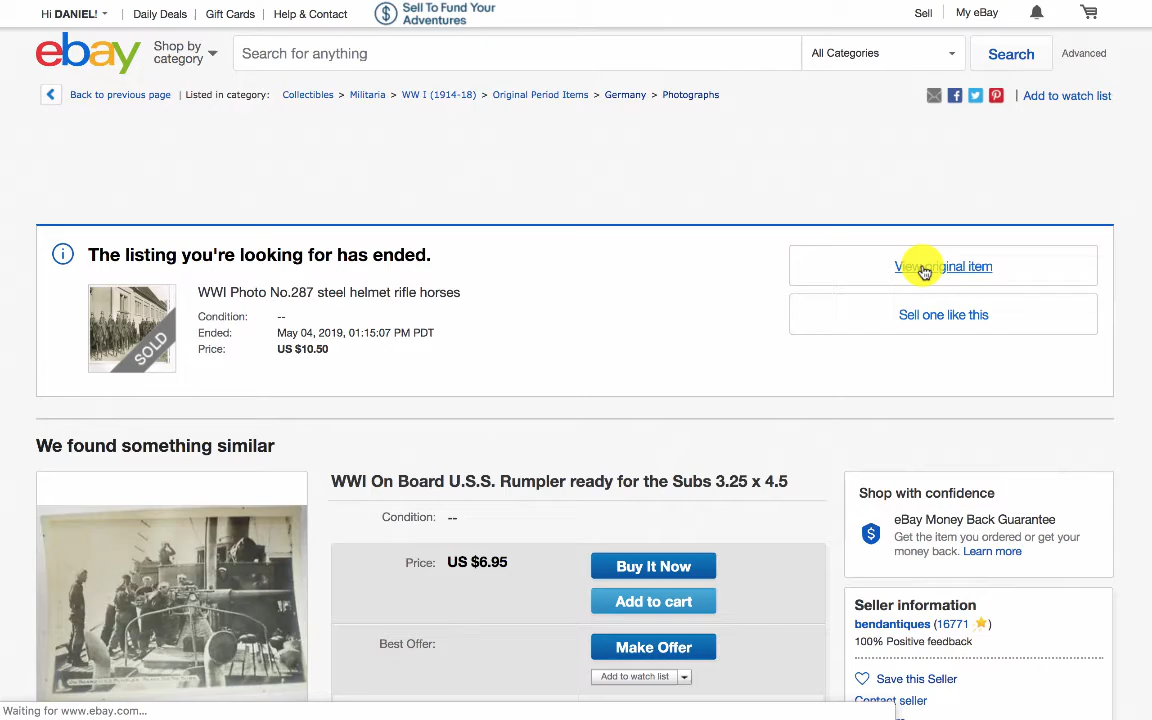 Hi DANIEL!
Daily Deals
Gift Cards
Help & Contact
Sell To Fund Your
Adventures
Sell
My eBay
ebay
Shop by
category
Search for anything
All Categories
Search
Advanced
Back to previous page | Listed in category: Collectibles > Militaria > WW I (1914-18) > Original Period Items > Germany > Photographs
| Add to watch list
The listing you're looking for has ended.
View original item
WWI Photo No.287 steel helmet rifle horses
Condition: --
Ended: May 04, 2019, 01:15:07 PM PDT
Price: US $10.50
SOLD
Sell one like this
We found something similar
WWI On Board U.S.S. Rumpler ready for the Subs 3.25 x 4.5
Condition: --
Price: US $6.95
Buy It Now
Add to cart
Best Offer:
Make Offer
Add to watch list
Shop with confidence
eBay Money Back Guarantee
Get the item you ordered or get your
money back. Learn more
Seller information
bendantiques (16771 )
100% Positive feedback
Save this Seller
Contact seller
Waiting for www.ebay.com...